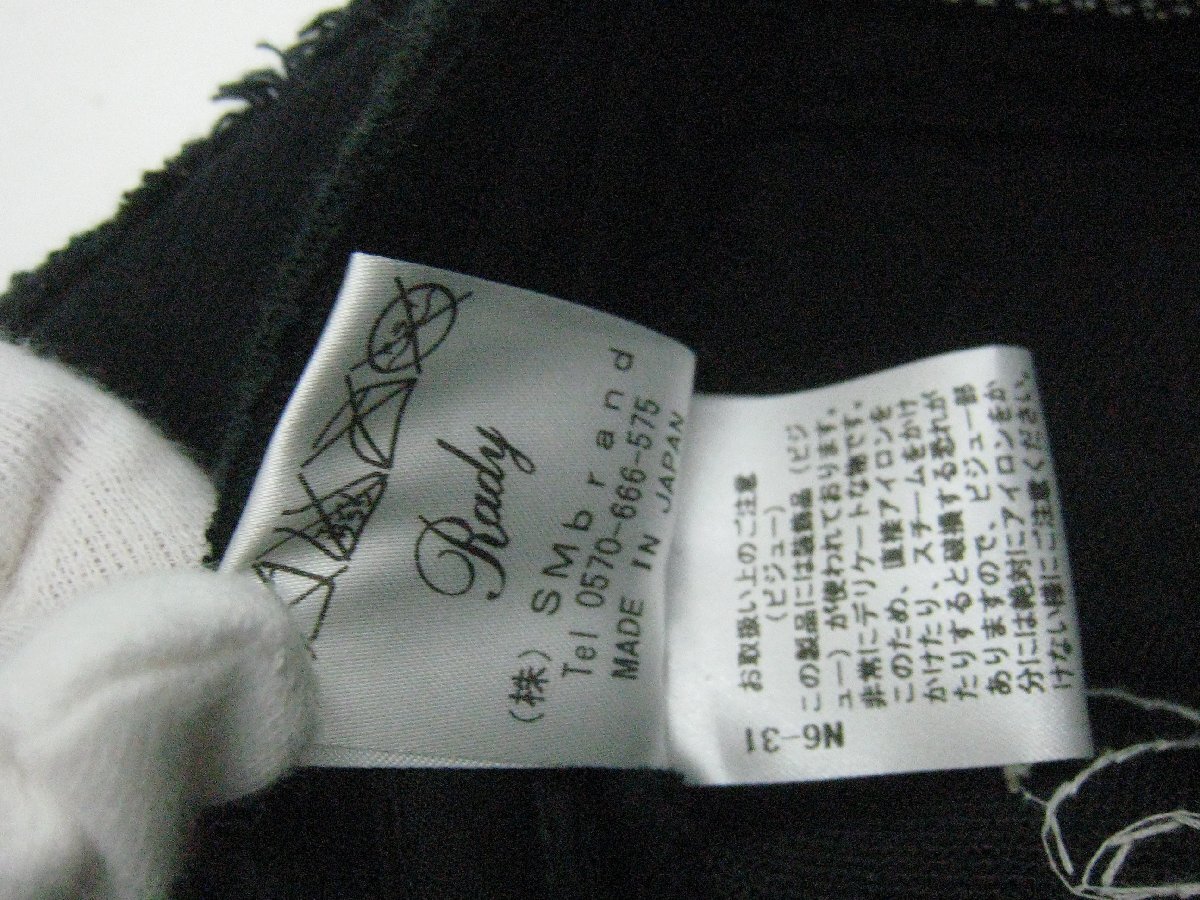 Rady
(株) SMbrand
Tel 0570-666-575
MADE IN JAPAN
お取扱い上のご注意
(ビジュー)
この製品には装飾品(ビジ
ュー)が使われております。
非常にデリケートな物です。
このため、直接アイロンを
かけたり、スチームをかけ
たりすると破損する恐れが
ありますので、ビジュー部
分には絶対にアイロンをか
けない様にご注意ください。
N6-31